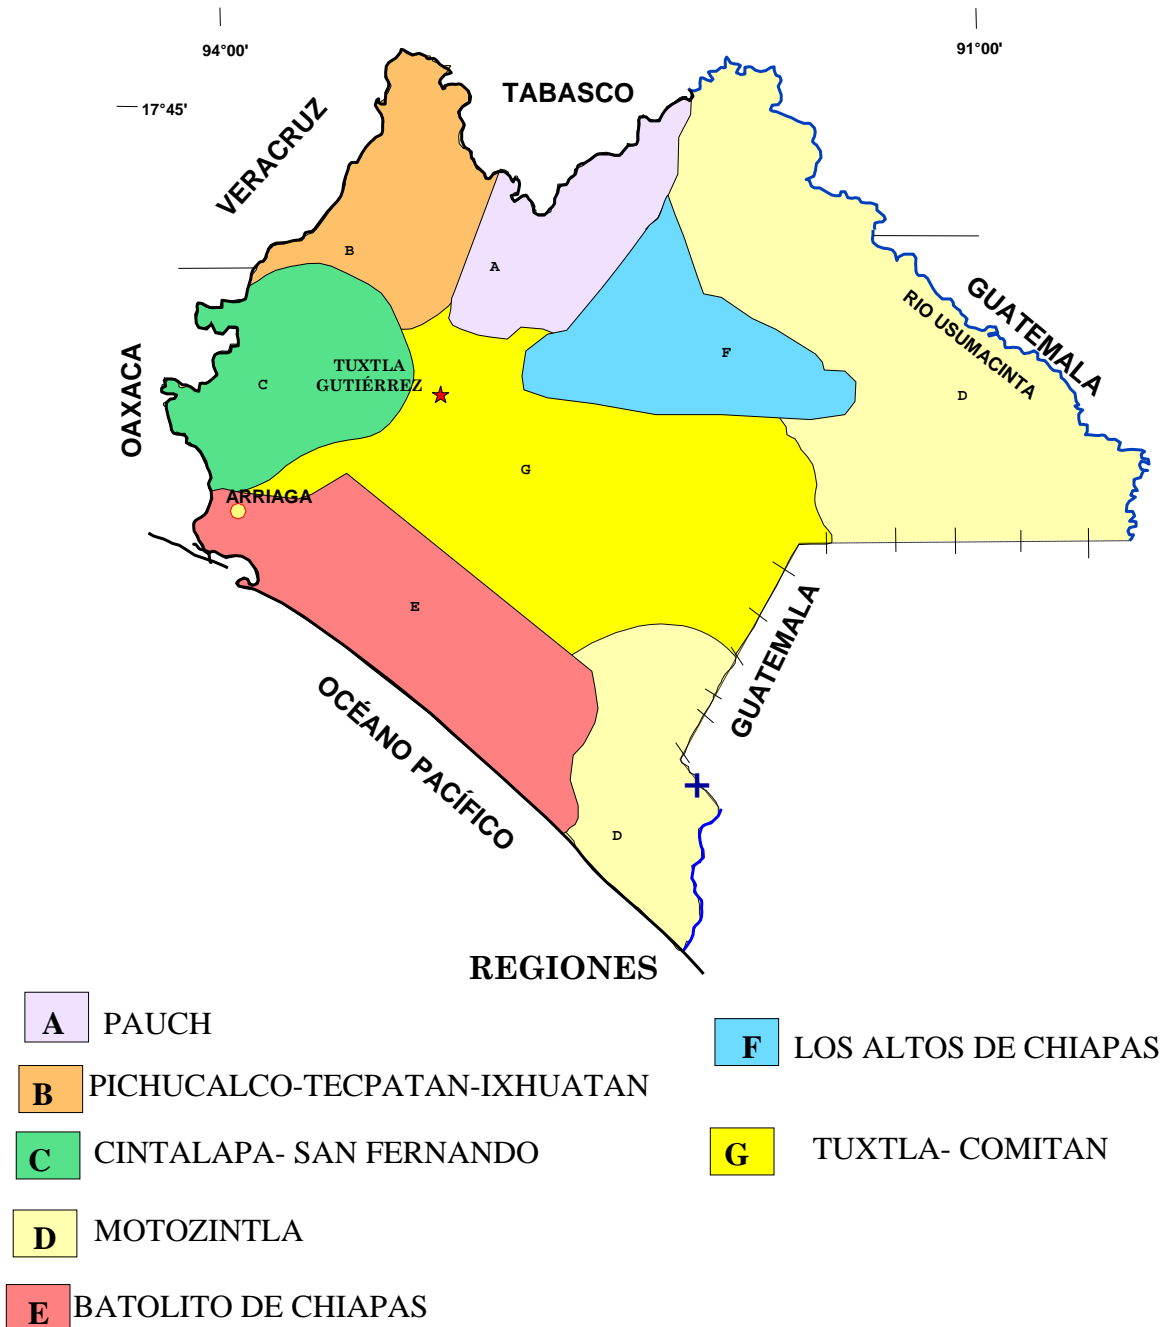 94°00'
91°00'
17°45'
TABASCO
VERACRUZ
B
A
GUATEMALA
RIO USUMACINTA
OAXACA
TUXTLA
GUTIÉRREZ
C
F
D
G
ARRIAGA
E
GUATEMALA
OCÉANO PACÍFICO
D
REGIONES
A PAUCH
B PICHUCALCO-TECPATAN-IXHUATAN
C CINTALAPA- SAN FERNANDO
D MOTOZINTLA
E BATOLITO DE CHIAPAS
F LOS ALTOS DE CHIAPAS
G TUXTLA- COMITAN